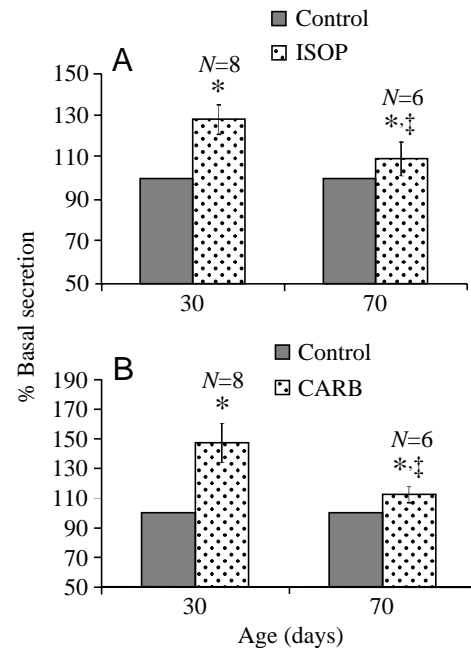 Control
ISOP
A
N=8
*
N=6
*,‡
150
130
110
90
70
50
30 70
% Basal secretion
Control
CARB
B
N=8
*
N=6
*,‡
190
170
150
130
110
90
70
50
30 70
Age (days)